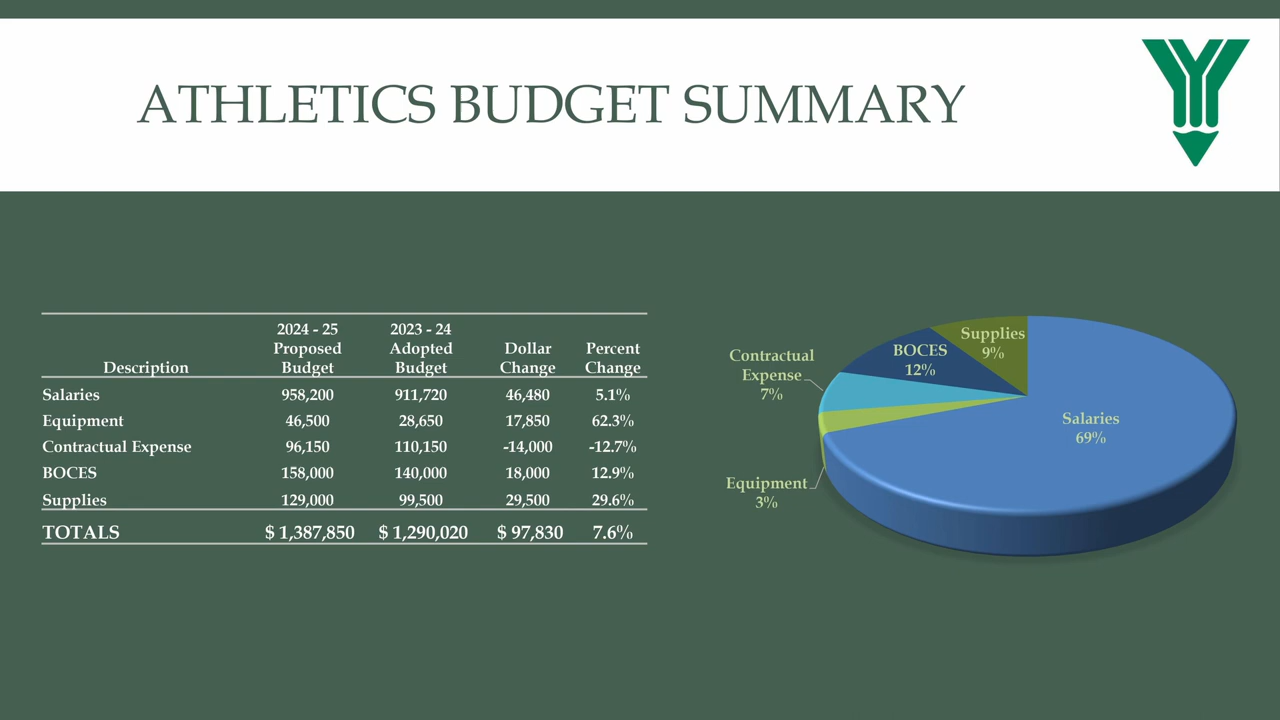 ATHLETICS BUDGET SUMMARY
2024 - 25 2023 - 24
Proposed Adopted Dollar Percent
Description Budget Budget Change Change
Salaries 958,200 911,720 46,480 5.1%
Equipment 46,500 28,650 17,850 62.3%
Contractual Expense 96,150 110,150 -14,000 -12.7%
BOCES 158,000 140,000 18,000 12.9%
Supplies 129,000 99,500 29,500 29.6%
TOTALS $ 1,387,850 $ 1,290,020 $ 97,830 7.6%
Supplies
9%
BOCES
12%
Contractual
Expense
7%
Salaries
69%
Equipment
3%